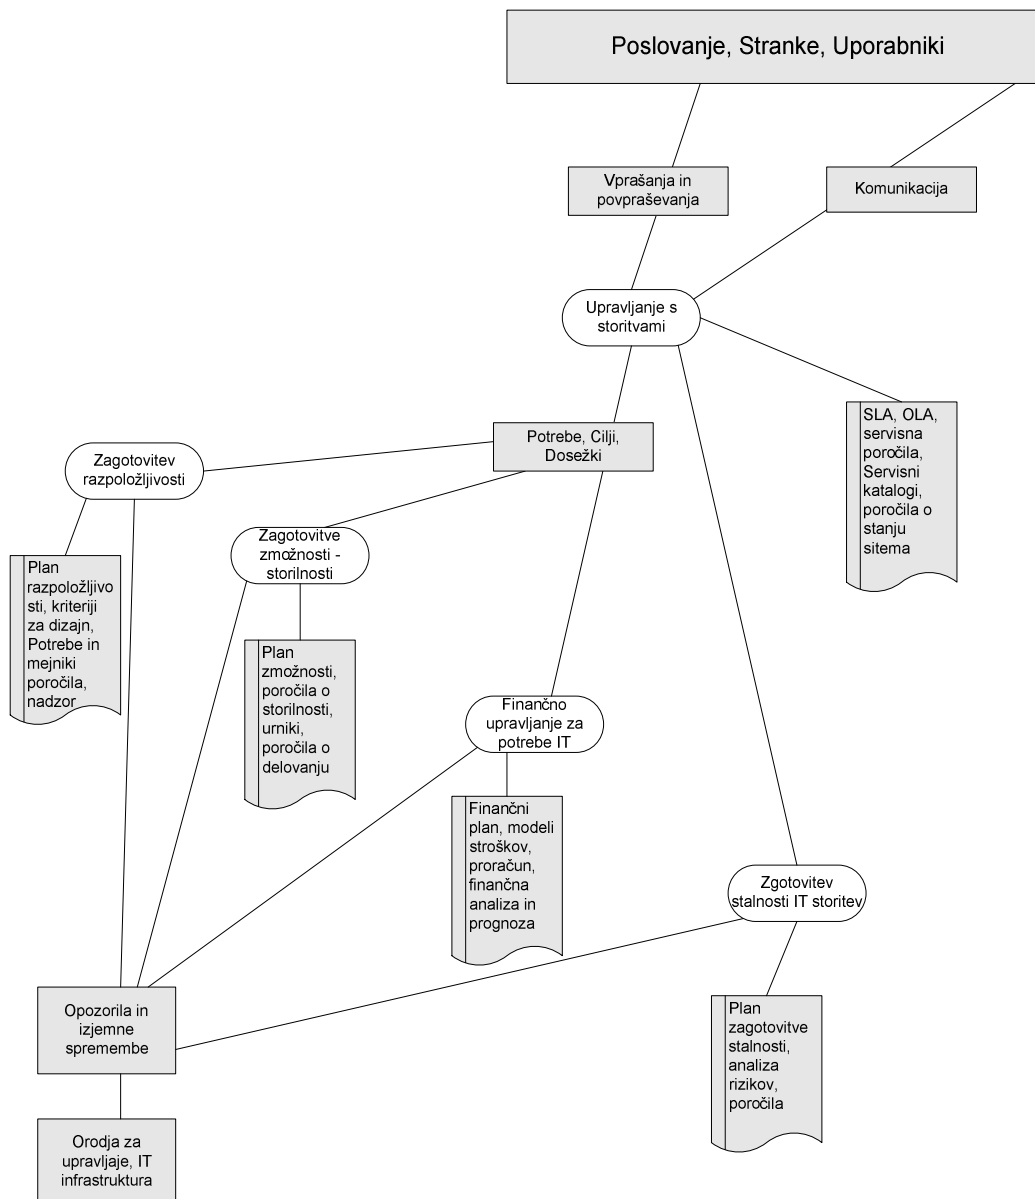 Poslovanje, Stranke, Uporabniki
Vprašanja in
povpraševanja
Komunikacija
Upravljanje s
storitvami
SLA, OLA,
servisna
poročila,
Servisni
katalogi,
poročila o
stanju
sitema
Potrebe, Cilji,
Dosežki
Zagotovitev
razpoložljivosti
Zagotovitve
zmožnosti -
storilnosti
Plan
razpoložljivo
sti, kriteriji
za dizajn,
Potrebe in
mejniki
poročila,
nadzor
Plan
zmožnosti,
poročila o
storilnosti,
urniki,
poročila o
delovanju
Finančno
upravljanje za
potrebe IT
Finančni
plan, modeli
stroškov,
proračun,
finančna
analiza in
prognoza
Zgotovitev
stalnosti IT storitev
Opozorila in
izjemne
spremembe
Plan
zagotovitve
stalnosti,
analiza
rizikov,
poročila
Orodja za
upravljaje, IT
infrastruktura